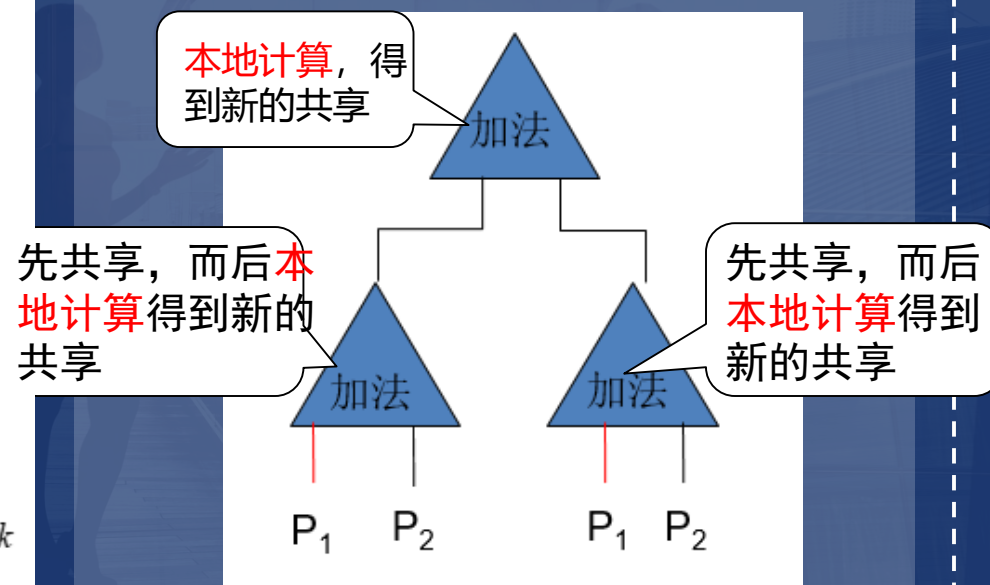 本地计算，得
到新的共享
加法
先共享，而后本
地计算得到新的
共享
先共享，而后
本地计算得到
新的共享
加法
加法
P₁
P₂
P₁
P₂
k